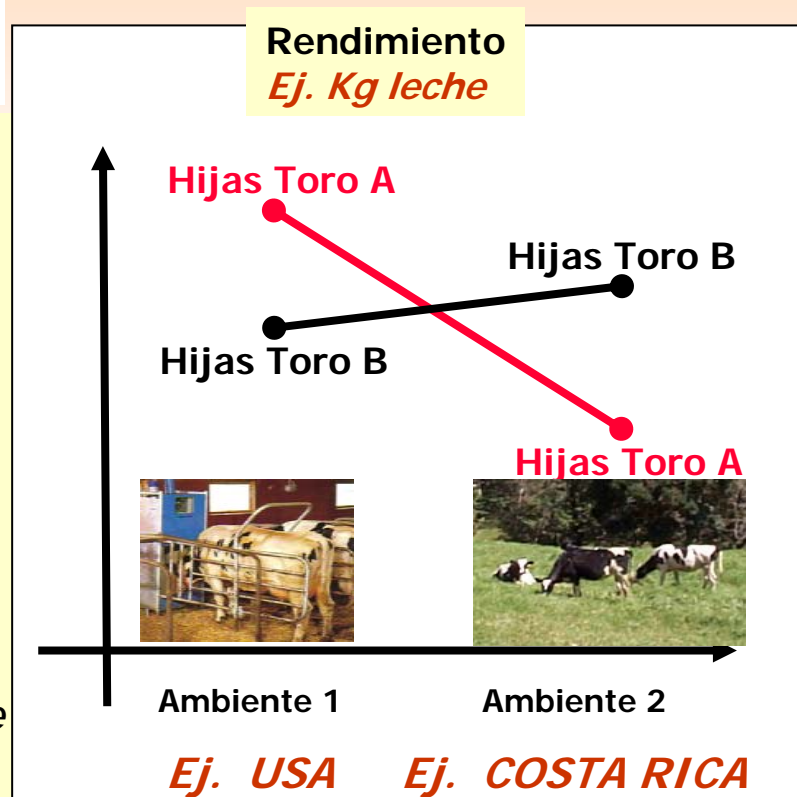 Rendimiento
Ej. Kg leche
Hijas Toro A
Hijas Toro B
Hijas Toro B
Hijas Toro A
Ambiente 1
Ambiente 2
Ej. USA
Ej. COSTA RICA